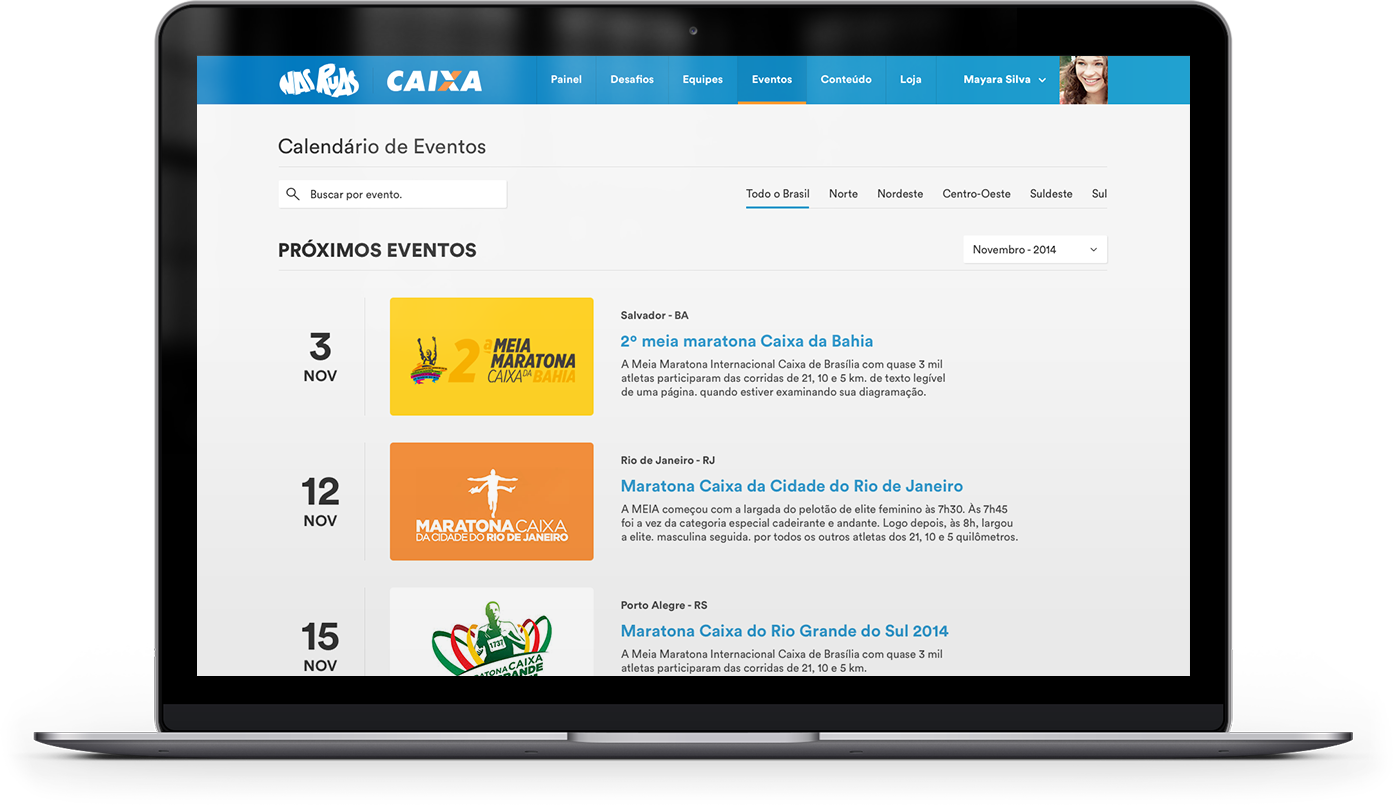 NAS RUAS CAIXA Painel Desafios Equipes Eventos Conteúdo Loja Mayara Silva
Calendário de Eventos
Buscar por evento. Todo o Brasil Norte Nordeste Centro-Oeste Suldeste Sul
PRÓXIMOS EVENTOS Novembro - 2014
3
NOV
2ª MEIA
MARATONA
CAIXA DA BAHIA
Salvador - BA
2º meia maratona Caixa da Bahia
A Meia Maratona Internacional Caixa de Brasília com quase 3 mil
atletas participaram das corridas de 21, 10 e 5 km. de texto legível
de uma página. quando estiver examinando sua diagramação.
12
NOV
MARATONA CAIXA
DA CIDADE DO RIO DE JANEIRO
Rio de Janeiro - RJ
Maratona Caixa da Cidade do Rio de Janeiro
A MEIA começou com a largada do pelotão de elite feminino às 7h30. Às 7h45
foi a vez da categoria especial cadeirante e andante. Logo depois, às 8h, largou
a elite. masculina seguida. por todos os outros atletas dos 21, 10 e 5 quilômetros.
15
NOV
1737
CAIXA
Porto Alegre - RS
Maratona Caixa do Rio Grande do Sul 2014
A Meia Maratona Internacional Caixa de Brasília com quase 3 mil
atletas participaram das corridas de 21, 10 e 5 km.